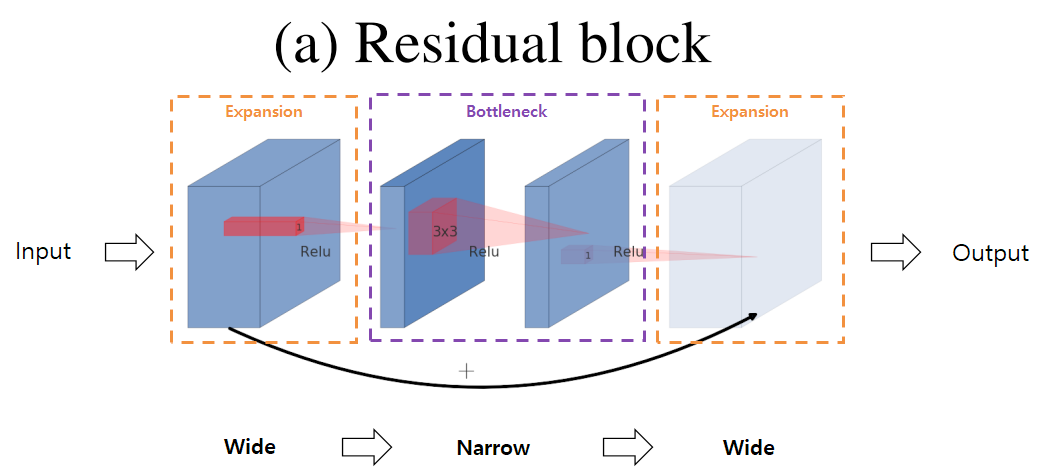 (a) Residual block
Expansion
Bottleneck
Expansion
1
3x3
Relu
Relu
1
Relu
Input
Output
+
Wide
Narrow
Wide